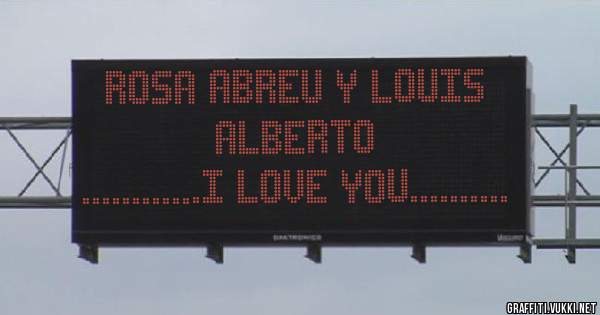 ROSA ABREU Y LOUIS
ALBERTO
............I LOVE YOU..........
DAKTRONICS
GRAFFITI.VUKKI.NET